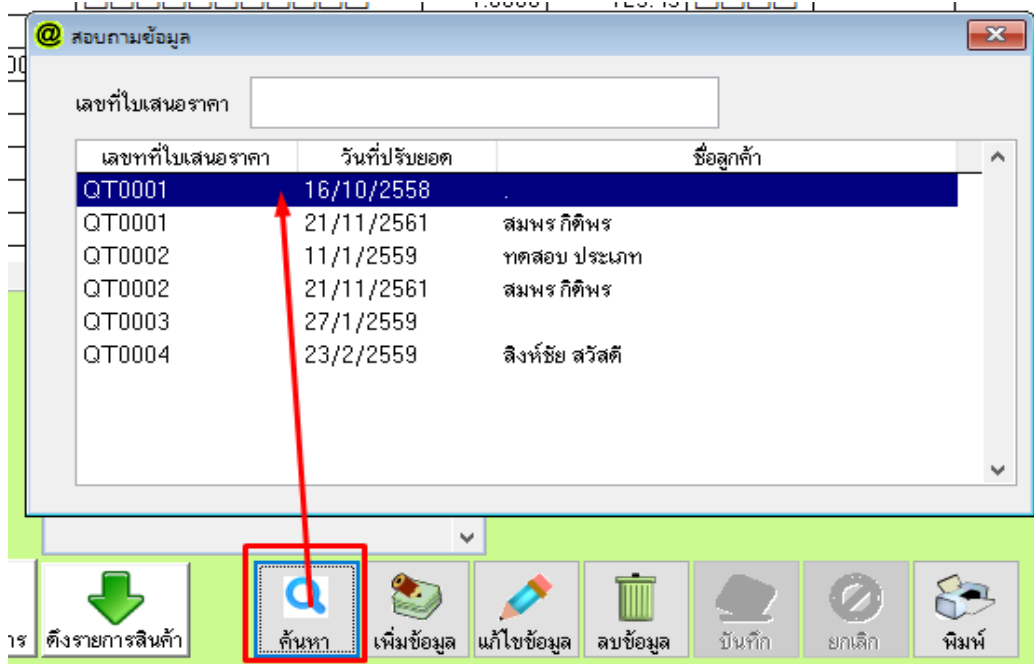 สอบถามข้อมูล
เลขที่ใบเสนอราคา
เลขทที่ใบเสนอราคา วันที่ปรับยอด ชื่อลูกค้า
QT0001 16/10/2558 .
QT0001 21/11/2561 สมพร กิติพร
QT0002 11/1/2559 ทดสอบ ประเภท
QT0002 21/11/2561 สมพร กิติพร
QT0003 27/1/2559
QT0004 23/2/2559 สิงห์ชัย สวัสดี
าร ดึงรายการสินค้า ค้นหา เพิ่มข้อมูล แก้ไขข้อมูล ลบข้อมูล บันทึก ยกเลิก พิมพ์